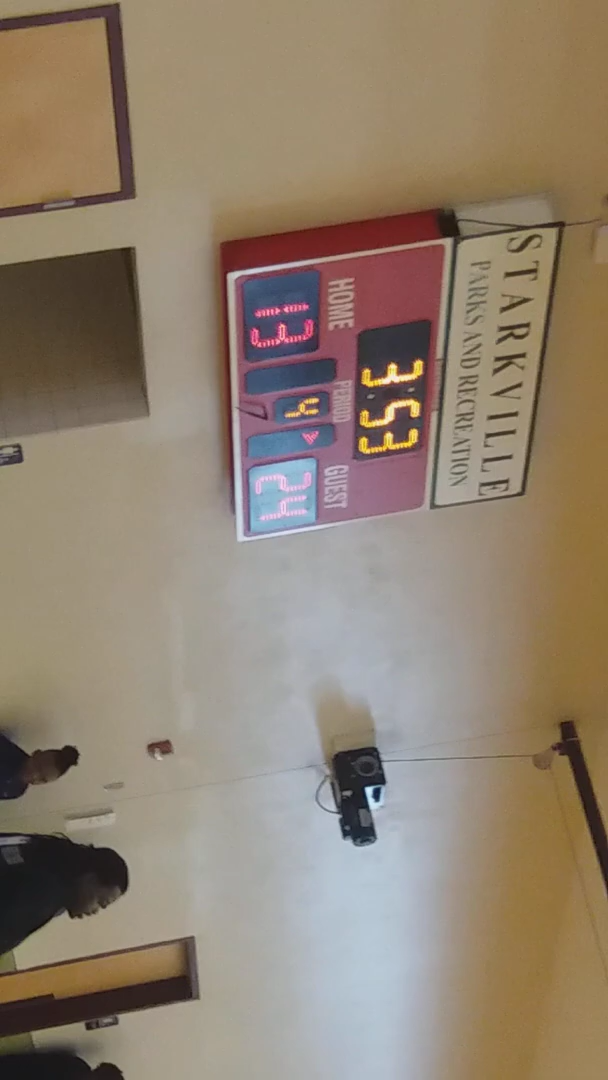 STARKVILLE
PARKS AND RECREATION
3:53
HOME PERIOD GUEST
13 4 24